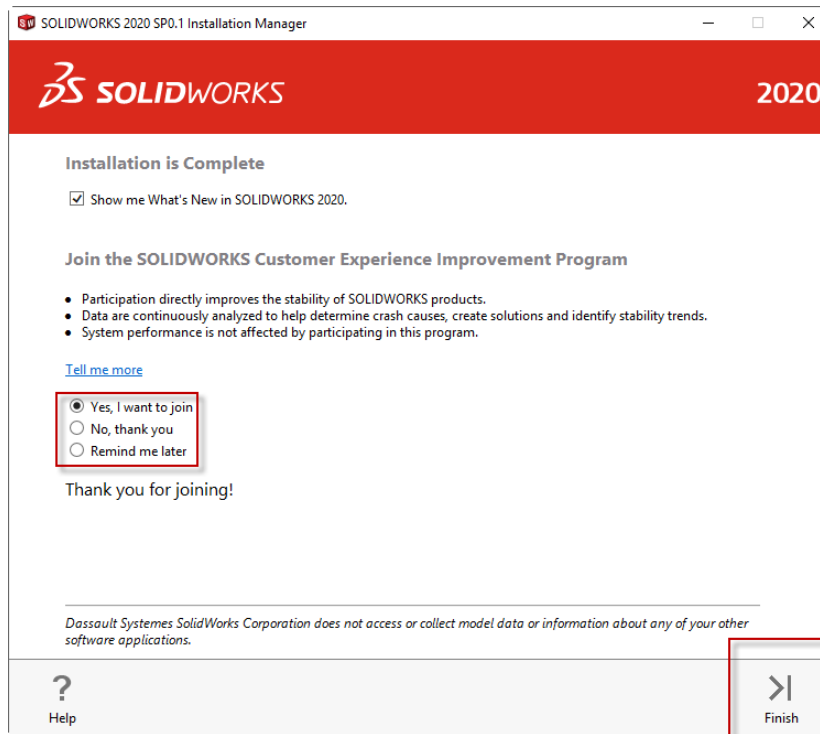 SOLIDWORKS 2020 SP0.1 Installation Manager
SOLIDWORKS
2020
Installation is Complete
Show me What's New in SOLIDWORKS 2020.
Join the SOLIDWORKS Customer Experience Improvement Program
• Participation directly improves the stability of SOLIDWORKS products.
• Data are continuously analyzed to help determine crash causes, create solutions and identify stability trends.
• System performance is not affected by participating in this program.
Tell me more
Yes, I want to join
No, thank you
Remind me later
Thank you for joining!
Dassault Systemes SolidWorks Corporation does not access or collect model data or information about any of your other
software applications.
?
Help
Finish